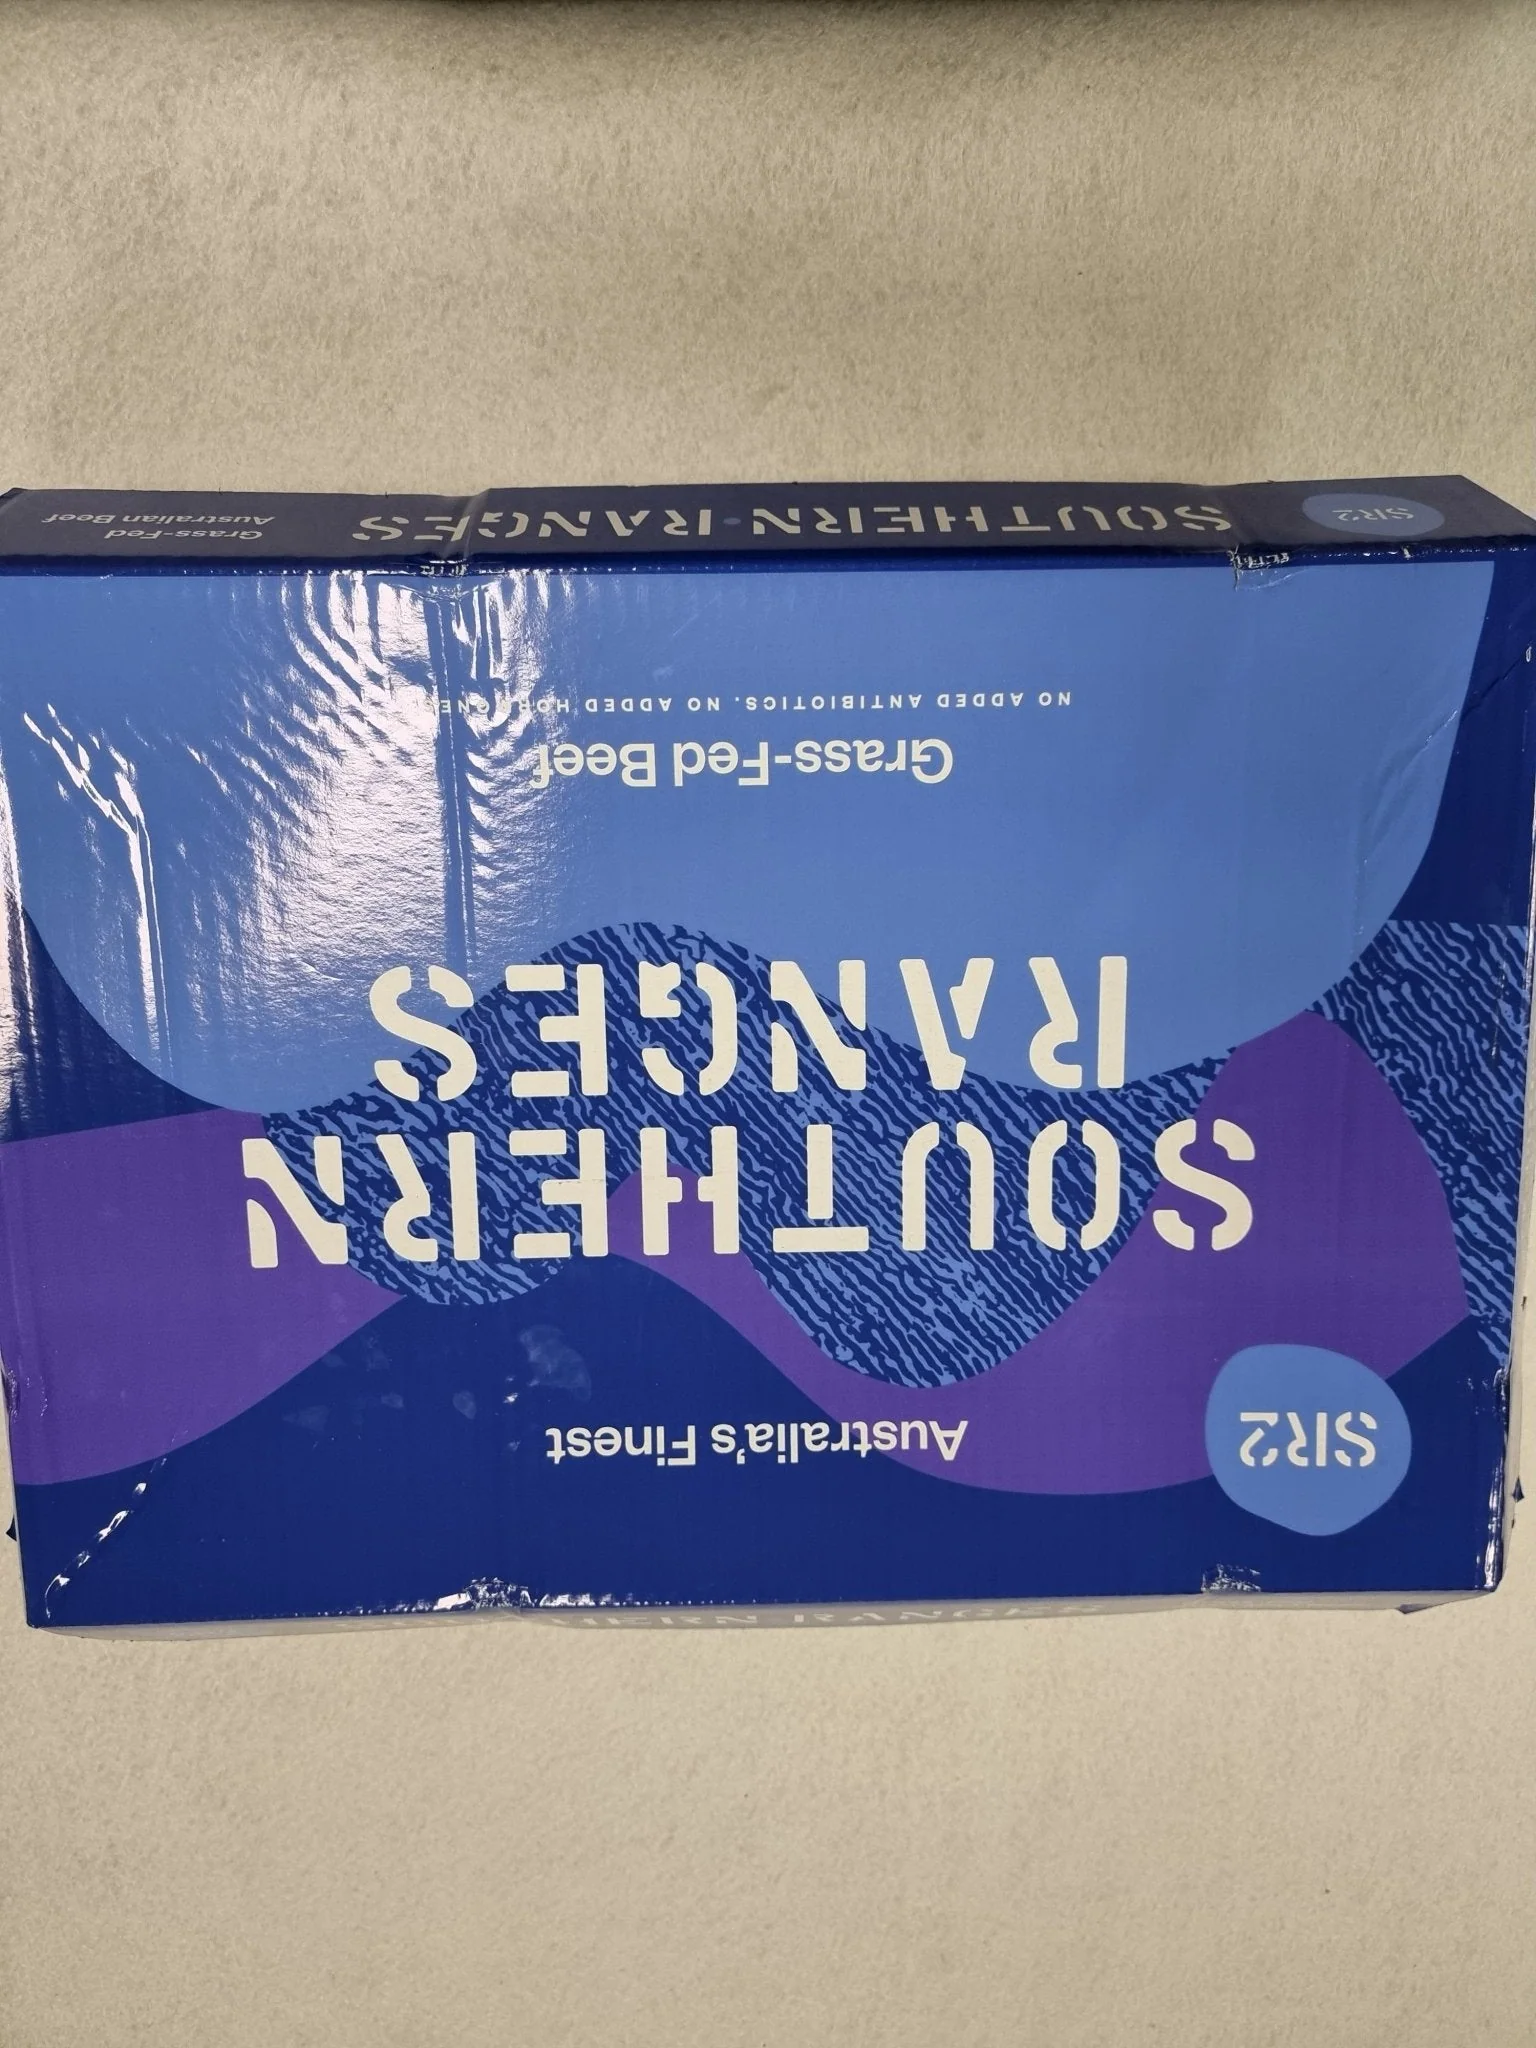 SR2
Australia's Finest
SOUTHERN
RANGES
Grass-Fed Beef
NO ADDED ANTIBIOTICS. NO ADDED HORMONES
SR2
SOUTHERN·RANGES
Grass-Fed
Australian Beef